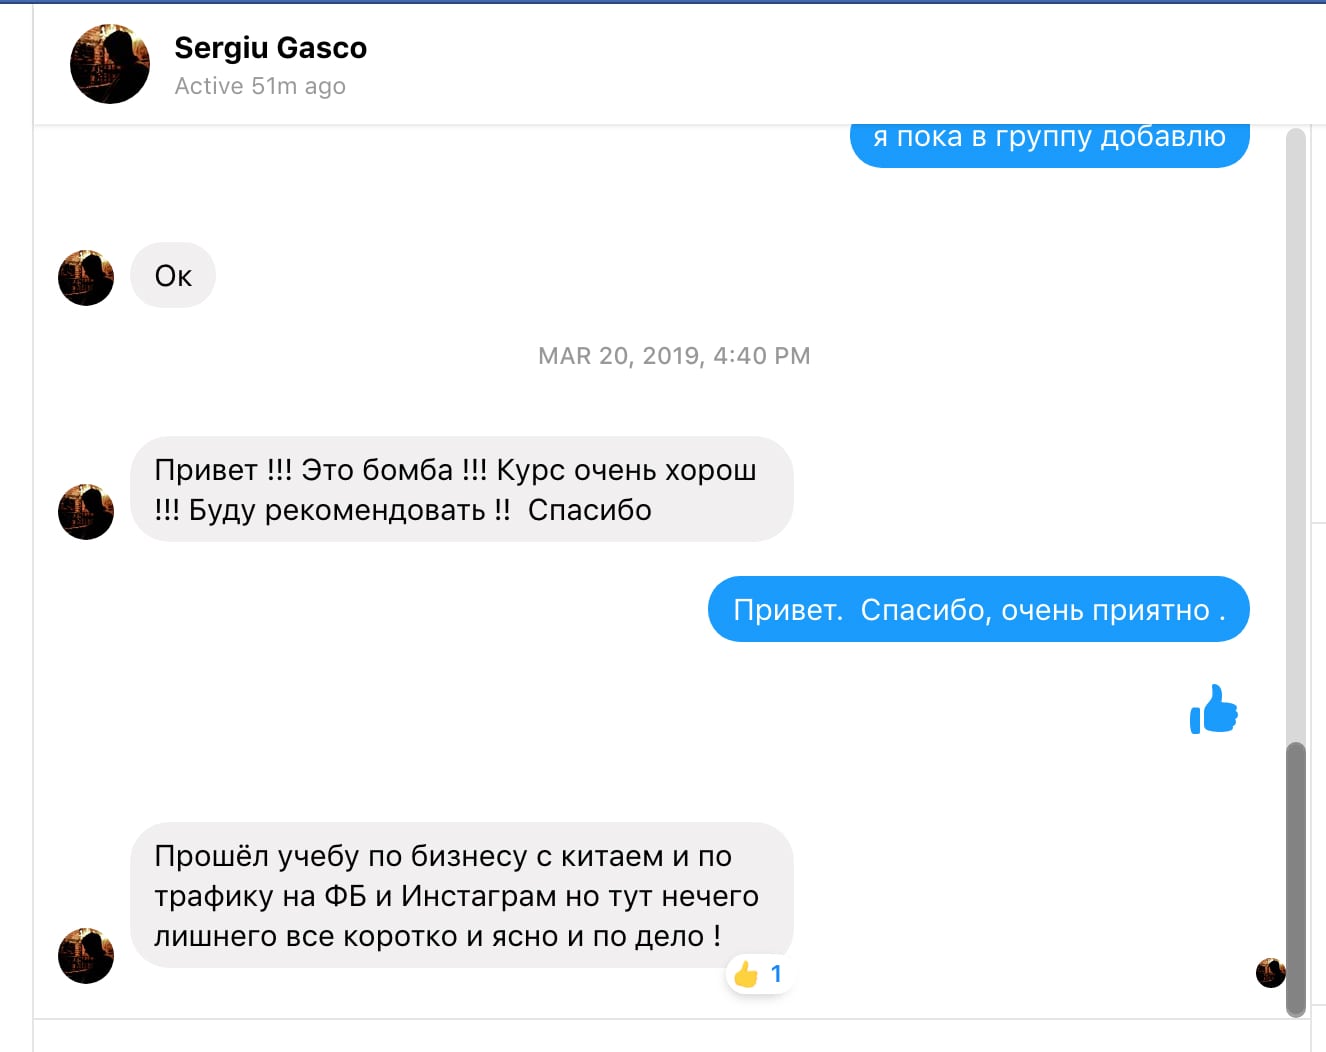 Sergiu Gasco
Active 51m ago
я пока в группу добавлю
Ок
MAR 20, 2019, 4:40 PM
Привет !!! Это бомба !!! Курс очень хорош
!!! Буду рекомендовать !!  Спасибо
Привет.  Спасибо, очень приятно .
Прошёл учебу по бизнесу с китаем и по
трафику на ФБ и Инстаграм но тут нечего
лишнего все коротко и ясно и по дело !
1